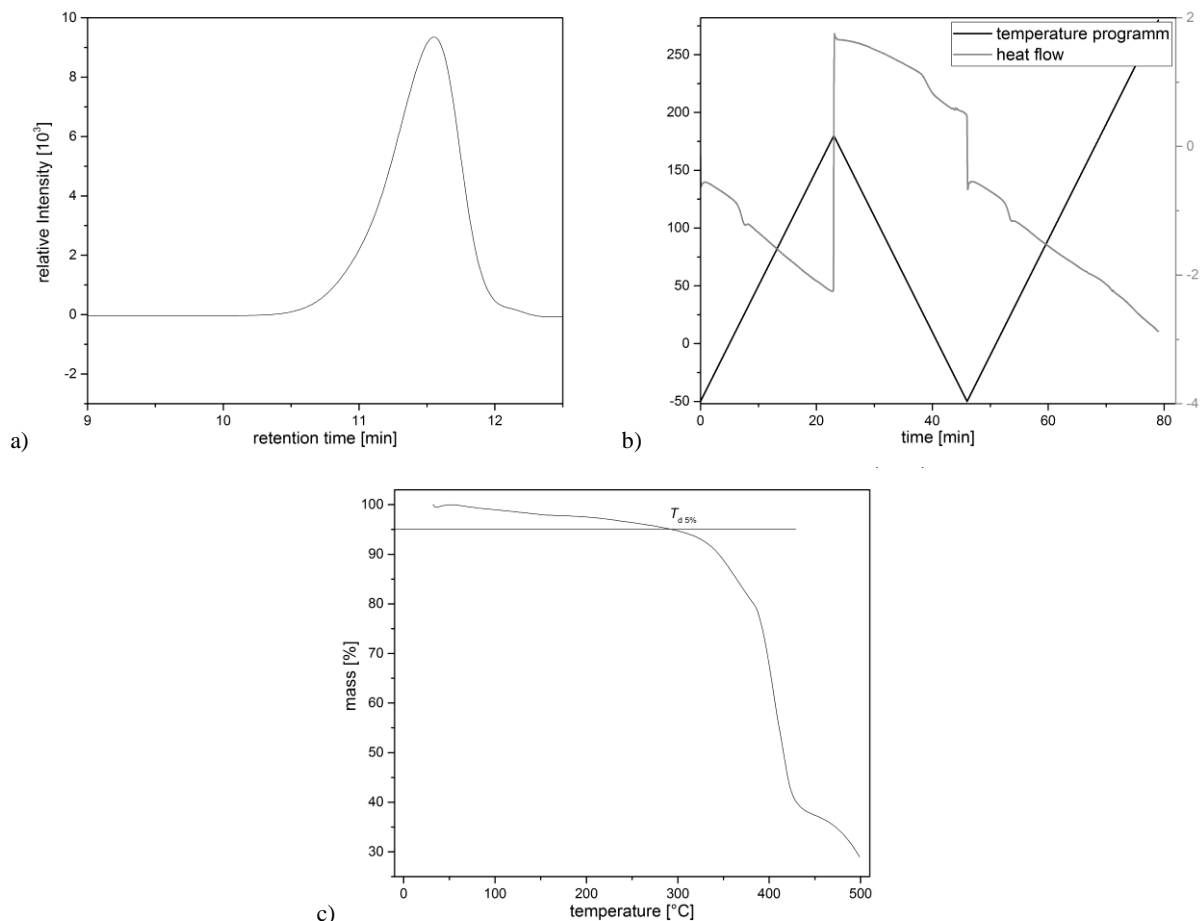 10
8
6
4
2
0
-2
relative Intensity [10³]
9 10 11 12
retention time [min]
a)
250
200
150
100
50
0
-50
temperature programm
heat flow
2
0
-2
-4
0 20 40 60 80
time [min]
b)
100
90
80
70
60
50
40
30
mass [%]
T d 5%
0 100 200 300 400 500
temperature [°C]
c)